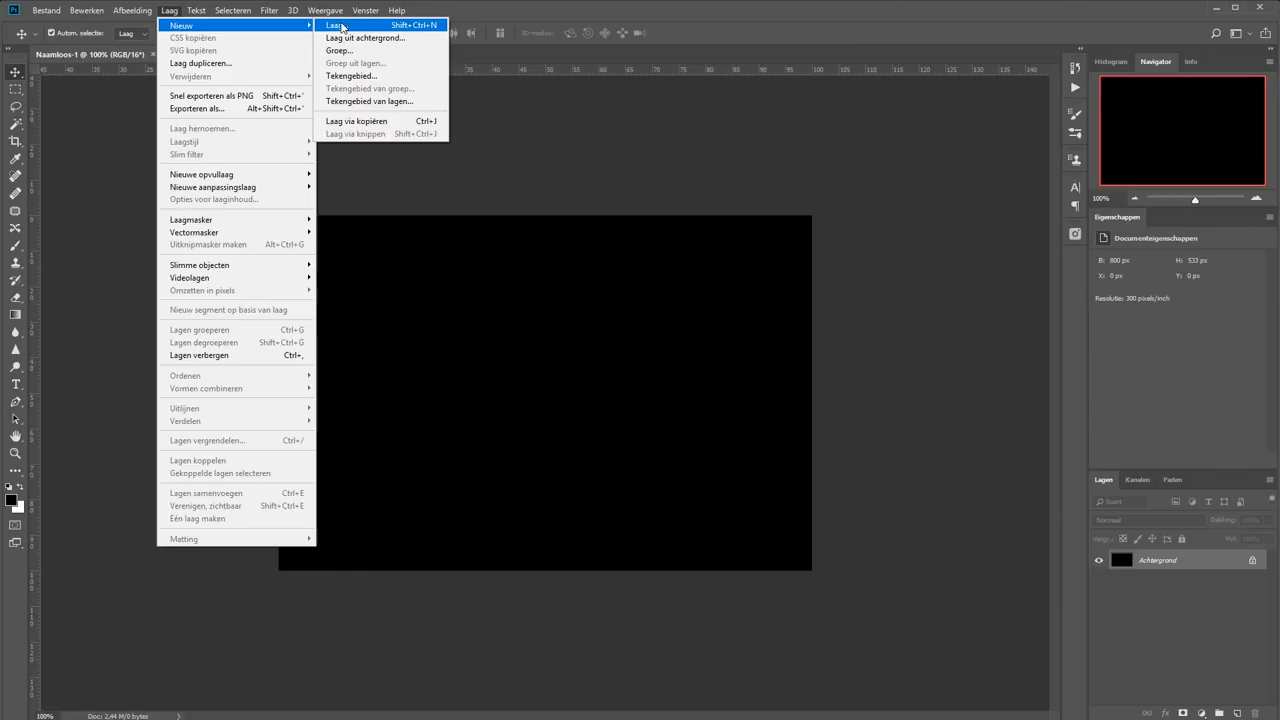 Bestand Bewerken Afbeelding Laag Tekst Selecteren Filter 3D Weergave Venster Help
Autom. selectie: Laag
3D-modus:
Naamloos-1 @ 100% (RGB/16*)
Nieuw
CSS kopiëren
SVG kopiëren
Laag dupliceren...
Verwijderen
Snel exporteren als PNG Shift+Ctrl+'
Exporteren als... Alt+Shift+Ctrl+'
Laag hernoemen...
Laagstijl
Slim filter
Nieuwe opvullaag
Nieuwe aanpassingslaag
Opties voor laaginhoud...
Laagmasker
Vectormasker
Uitknipmasker maken Alt+Ctrl+G
Slimme objecten
Videolagen
Omzetten in pixels
Nieuw segment op basis van laag
Lagen groeperen Ctrl+G
Lagen degroeperen Shift+Ctrl+G
Lagen verbergen Ctrl+,
Ordenen
Vormen combineren
Uitlijnen
Verdelen
Lagen vergrendelen... Ctrl+/
Lagen koppelen
Gekoppelde lagen selecteren
Lagen samenvoegen Ctrl+E
Verenigen, zichtbaar Shift+Ctrl+E
Eén laag maken
Matting
Laag... Shift+Ctrl+N
Laag uit achtergrond...
Groep...
Groep uit lagen...
Tekengebied...
Tekengebied van groep...
Tekengebied van lagen...
Laag via kopiëren Ctrl+J
Laag via knippen Shift+Ctrl+J
Histogram Navigator Info
100%
Eigenschappen
Documenteigenschappen
B: 800 px H: 533 px
X: 0 px Y: 0 px
Resolutie: 300 pixels/inch
Lagen Kanalen Paden
Soort
Normaal Dekking: 100%
Vergr.: Vul: 100%
Achtergrond
100% Doc: 2,44 M/0 bytes